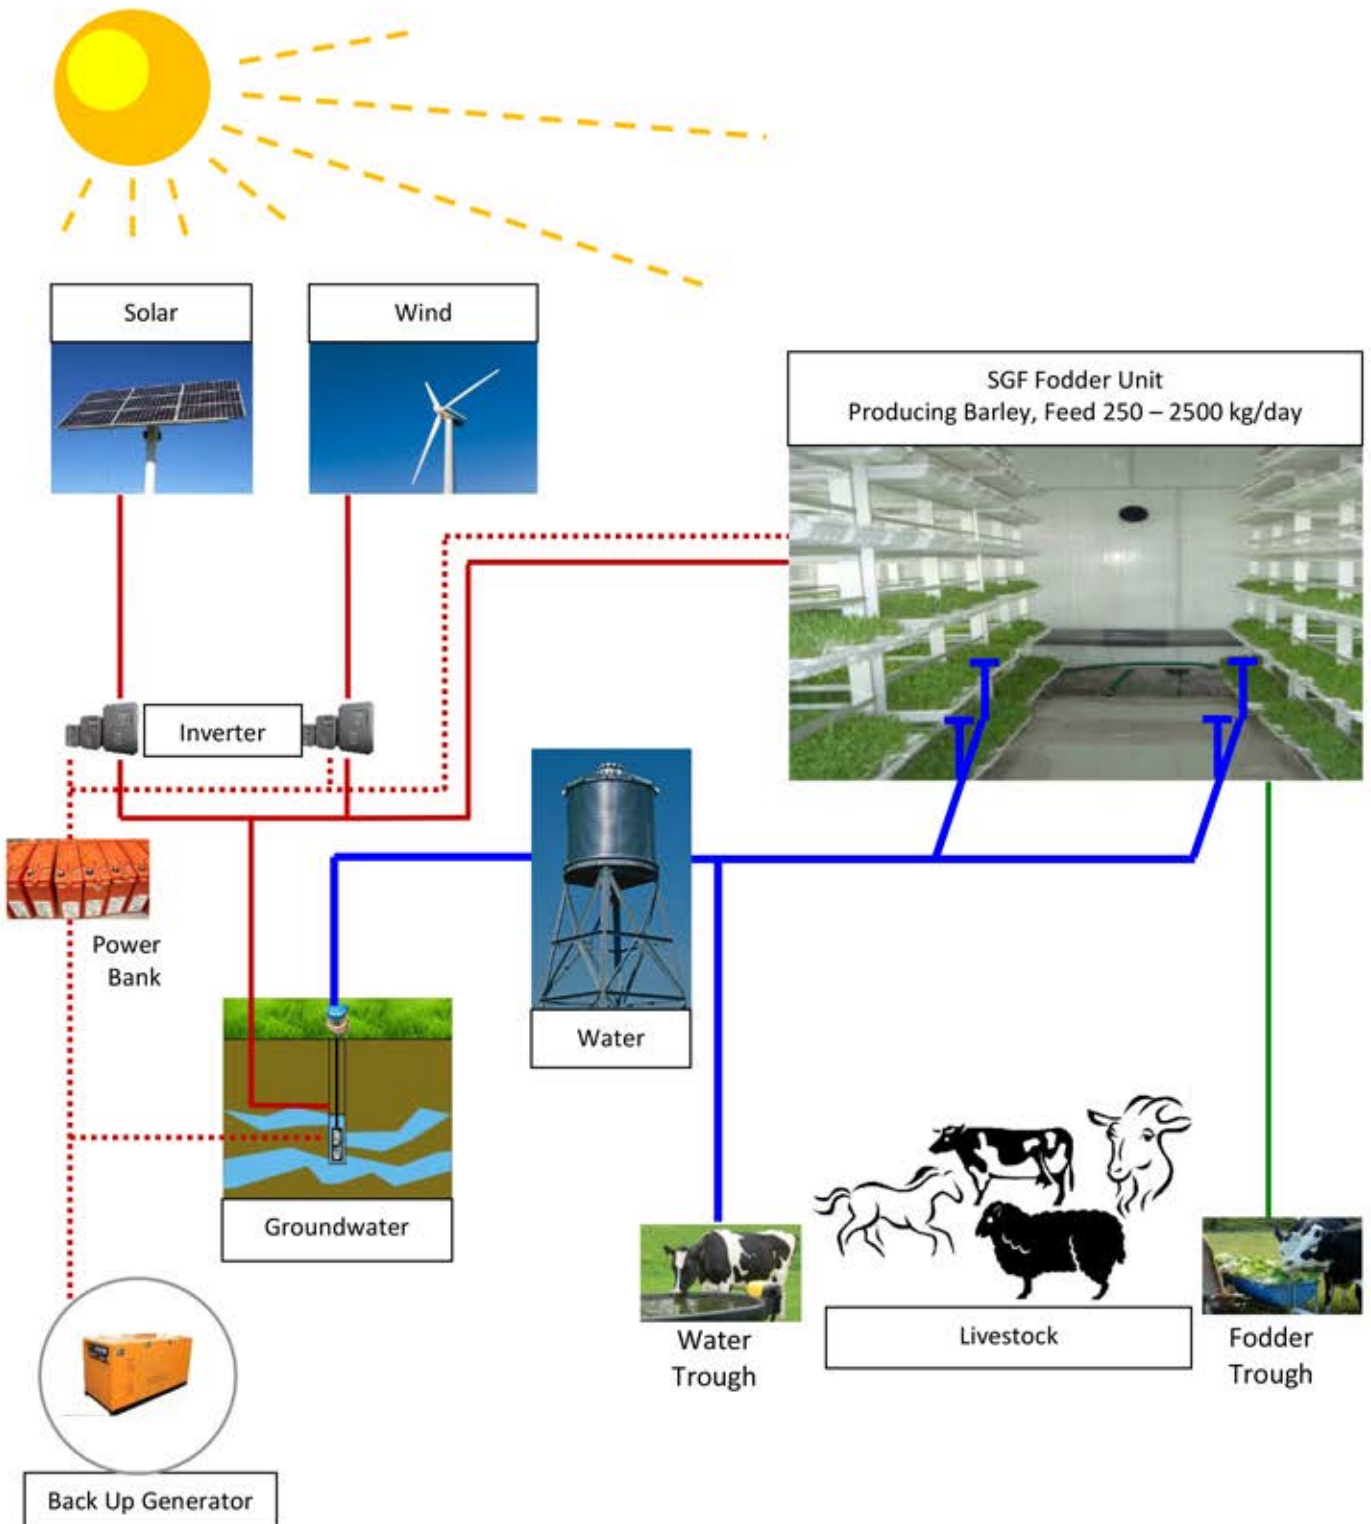 Solar
Wind
SGF Fodder Unit
Producing Barley, Feed 250 – 2500 kg/day
Inverter
Power
Bank
Water
Groundwater
Water
Trough
Livestock
Fodder
Trough
Back Up Generator